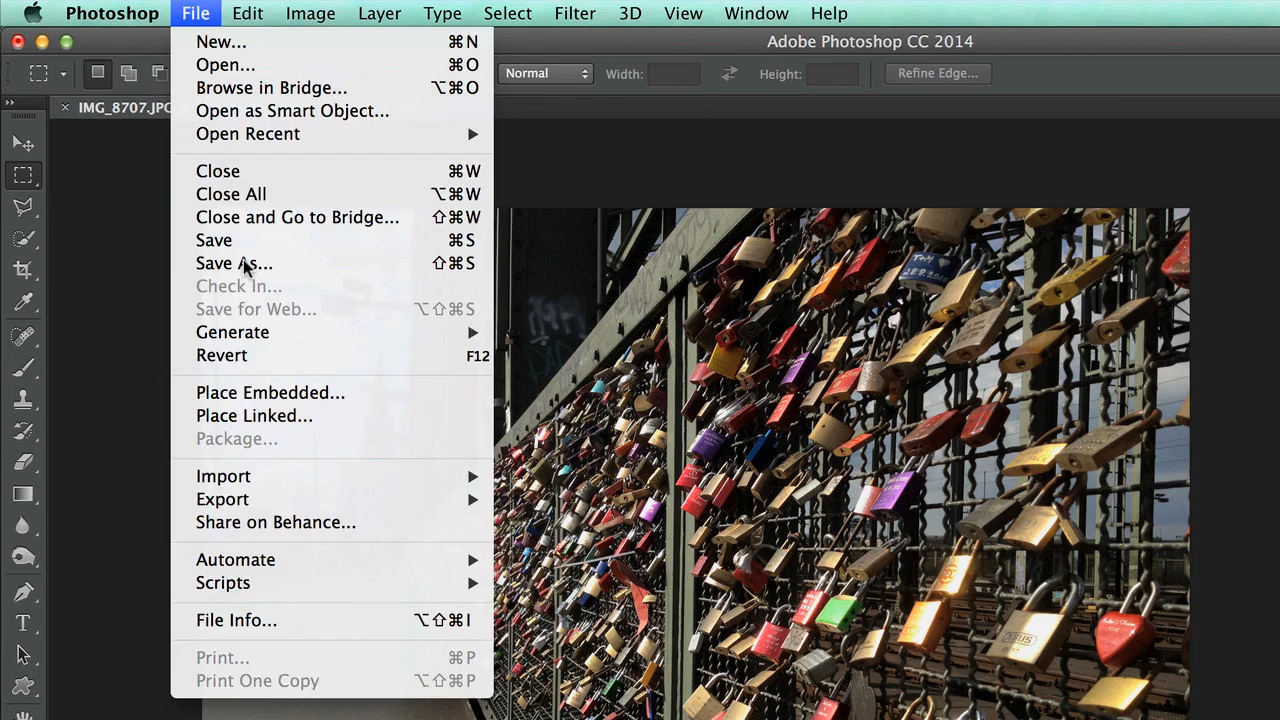 Photoshop File Edit Image Layer Type Select Filter 3D View Window Help
Adobe Photoshop CC 2014
Normal Width: Height: Refine Edge...
IMG_8707.JPG
New... ⌘N
Open... ⌘O
Browse in Bridge... ⌥⌘O
Open as Smart Object...
Open Recent
Close ⌘W
Close All ⌥⌘W
Close and Go to Bridge... ⇧⌘W
Save ⌘S
Save As... ⇧⌘S
Check In...
Save for Web... ⌥⇧⌘S
Generate
Revert F12
Place Embedded...
Place Linked...
Package...
Import
Export
Share on Behance...
Automate
Scripts
File Info... ⌥⇧⌘I
Print... ⌘P
Print One Copy ⌥⇧⌘P
T
ABUS